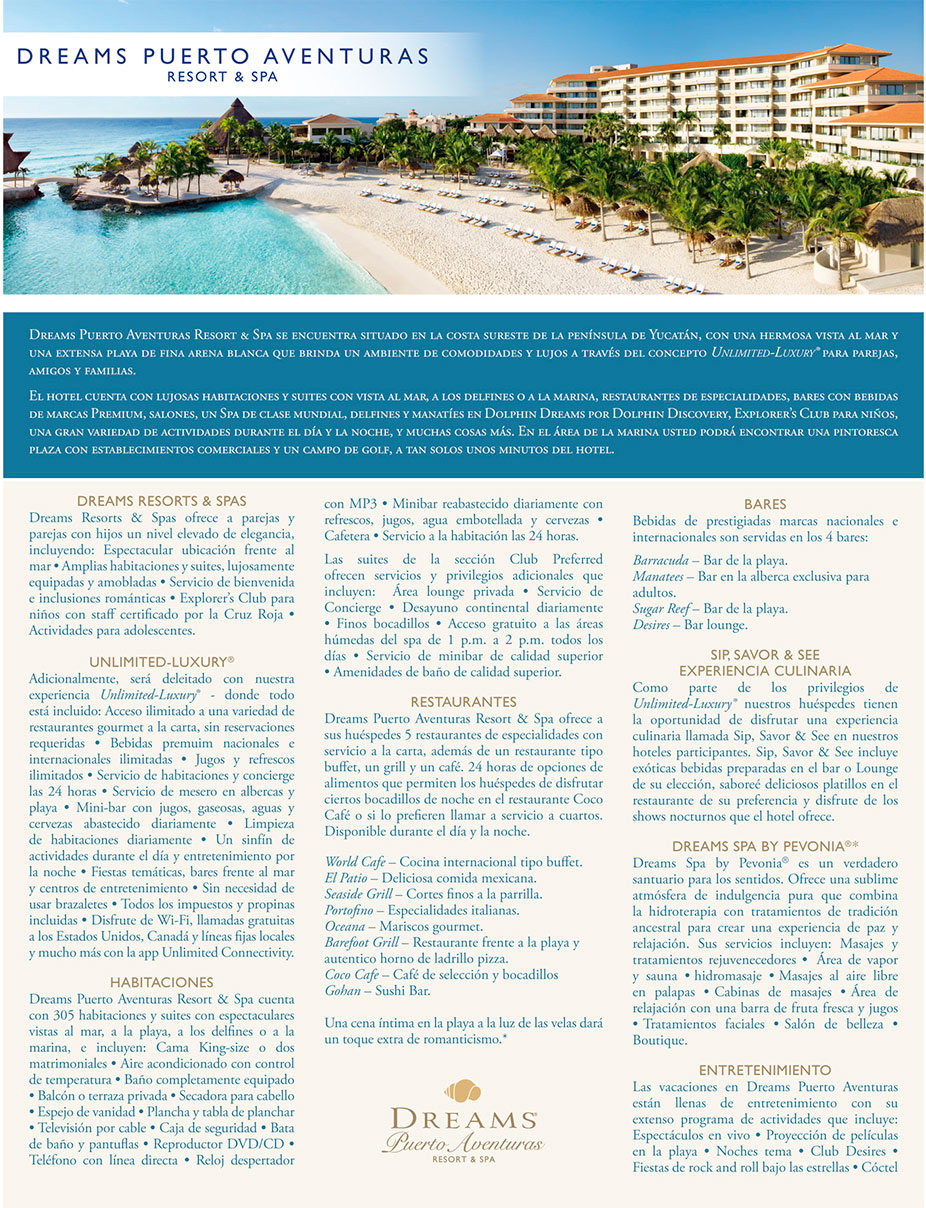 DREAMS PUERTO AVENTURAS
RESORT & SPA
DREAMS PUERTO AVENTURAS RESORT & SPA SE ENCUENTRA SITUADO EN LA COSTA SURESTE DE LA PENÍNSULA DE YUCATÁN, CON UNA HERMOSA VISTA AL MAR Y
UNA EXTENSA PLAYA DE FINA ARENA BLANCA QUE BRINDA UN AMBIENTE DE COMODIDADES Y LUJOS A TRAVÉS DEL CONCEPTO UNLIMITED-LUXURY® PARA PAREJAS,
AMIGOS Y FAMILIAS.
EL HOTEL CUENTA CON LUJOSAS HABITACIONES Y SUITES CON VISTA AL MAR, A LOS DELFINES O A LA MARINA, RESTAURANTES DE ESPECIALIDADES, BARES CON BEBIDAS
DE MARCAS PREMIUM, SALONES, UN SPA DE CLASE MUNDIAL, DELFINES Y MANATÍES EN DOLPHIN DREAMS POR DOLPHIN DISCOVERY, EXPLORER'S CLUB PARA NIÑOS,
UNA GRAN VARIEDAD DE ACTIVIDADES DURANTE EL DÍA Y LA NOCHE, Y MUCHAS COSAS MÁS. EN EL ÁREA DE LA MARINA USTED PODRÁ ENCONTRAR UNA PINTORESCA
PLAZA CON ESTABLECIMIENTOS COMERCIALES Y UN CAMPO DE GOLF, A TAN SOLOS UNOS MINUTOS DEL HOTEL.
DREAMS RESORTS & SPAS
Dreams Resorts & Spas ofrece a parejas y
parejas con hijos un nivel elevado de elegancia,
incluyendo: Espectacular ubicación frente al
mar • Amplias habitaciones y suites, lujosamente
equipadas y amobladas • Servicio de bienvenida
e inclusiones románticas • Explorer's Club para
niños con staff certificado por la Cruz Roja •
Actividades para adolescentes.
UNLIMITED-LUXURY®
Adicionalmente, será deleitado con nuestra
experiencia Unlimited-Luxury® - donde todo
está incluido: Acceso ilimitado a una variedad de
restaurantes gourmet a la carta, sin reservaciones
requeridas • Bebidas premuim nacionales e
internacionales ilimitadas • Jugos y refrescos
ilimitados • Servicio de habitaciones y concierge
las 24 horas • Servicio de mesero en albercas y
playa • Mini-bar con jugos, gaseosas, aguas y
cervezas abastecido diariamente • Limpieza
de habitaciones diariamente • Un sinfín de
actividades durante el día y entretenimiento por
la noche • Fiestas temáticas, bares frente al mar
y centros de entretenimiento • Sin necesidad de
usar brazaletes • Todos los impuestos y propinas
incluidas • Disfrute de Wi-Fi, llamadas gratuitas
a los Estados Unidos, Canadá y líneas fijas locales
y mucho más con la app Unlimited Connectivity.
HABITACIONES
Dreams Puerto Aventuras Resort & Spa cuenta
con 305 habitaciones y suites con espectaculares
vistas al mar, a la playa, a los delfines o a la
marina, e incluyen: Cama King-size o dos
matrimoniales • Aire acondicionado con control
de temperatura • Baño completamente equipado
• Balcón o terraza privada • Secadora para cabello
• Espejo de vanidad • Plancha y tabla de planchar
• Televisión por cable • Caja de seguridad • Bata
de baño y pantuflas • Reproductor DVD/CD •
Teléfono con línea directa • Reloj despertador
con MP3 • Minibar reabastecido diariamente con
refrescos, jugos, agua embotellada y cervezas •
Cafetera • Servicio a la habitación las 24 horas.
Las suites de la sección Club Preferred
ofrecen servicios y privilegios adicionales que
incluyen: Área lounge privada • Servicio de
Concierge • Desayuno continental diariamente
• Finos bocadillos • Acceso gratuito a las áreas
húmedas del spa de 1 p.m. a 2 p.m. todos los
días • Servicio de minibar de calidad superior
• Amenidades de baño de calidad superior.
RESTAURANTES
Dreams Puerto Aventuras Resort & Spa ofrece a
sus huéspedes 5 restaurantes de especialidades con
servicio a la carta, además de un restaurante tipo
buffet, un grill y un café. 24 horas de opciones de
alimentos que permiten los huéspedes de disfrutar
ciertos bocadillos de noche en el restaurante Coco
Café o si lo prefieren llamar a servicio a cuartos.
Disponible durante el día y la noche.
World Cafe – Cocina internacional tipo buffet.
El Patio – Deliciosa comida mexicana.
Seaside Grill – Cortes finos a la parrilla.
Portofino – Especialidades italianas.
Oceana – Mariscos gourmet.
Barefoot Grill – Restaurante frente a la playa y
autentico horno de ladrillo pizza.
Coco Cafe – Café de selección y bocadillos
Gohan – Sushi Bar.
Una cena íntima en la playa a la luz de las velas dará
un toque extra de romanticismo.*
DREAMS®
Puerto Aventuras
RESORT & SPA
BARES
Bebidas de prestigiadas marcas nacionales e
internacionales son servidas en los 4 bares:
Barracuda – Bar de la playa.
Manatees – Bar en la alberca exclusiva para
adultos.
Sugar Reef – Bar de la playa.
Desires – Bar lounge.
SIP, SAVOR & SEE
EXPERIENCIA CULINARIA
Como parte de los privilegios de
Unlimited-Luxury® nuestros huéspedes tienen
la oportunidad de disfrutar una experiencia
culinaria llamada Sip, Savor & See en nuestros
hoteles participantes. Sip, Savor & See incluye
exóticas bebidas preparadas en el bar o Lounge
de su elección, saboreé deliciosos platillos en el
restaurante de su preferencia y disfrute de los
shows nocturnos que el hotel ofrece.
DREAMS SPA BY PEVONIA®*
Dreams Spa by Pevonia® es un verdadero
santuario para los sentidos. Ofrece una sublime
atmósfera de indulgencia pura que combina
la hidroterapia con tratamientos de tradición
ancestral para crear una experiencia de paz y
relajación. Sus servicios incluyen: Masajes y
tratamientos rejuvenecedores • Área de vapor
y sauna • hidromasaje • Masajes al aire libre
en palapas • Cabinas de masajes • Área de
relajación con una barra de fruta fresca y jugos
• Tratamientos faciales • Salón de belleza •
Boutique.
ENTRETENIMIENTO
Las vacaciones en Dreams Puerto Aventuras
están llenas de entretenimiento con su
extenso programa de actividades que incluye:
Espectáculos en vivo • Proyección de películas
en la playa • Noches tema • Club Desires •
Fiestas de rock and roll bajo las estrellas • Cóctel